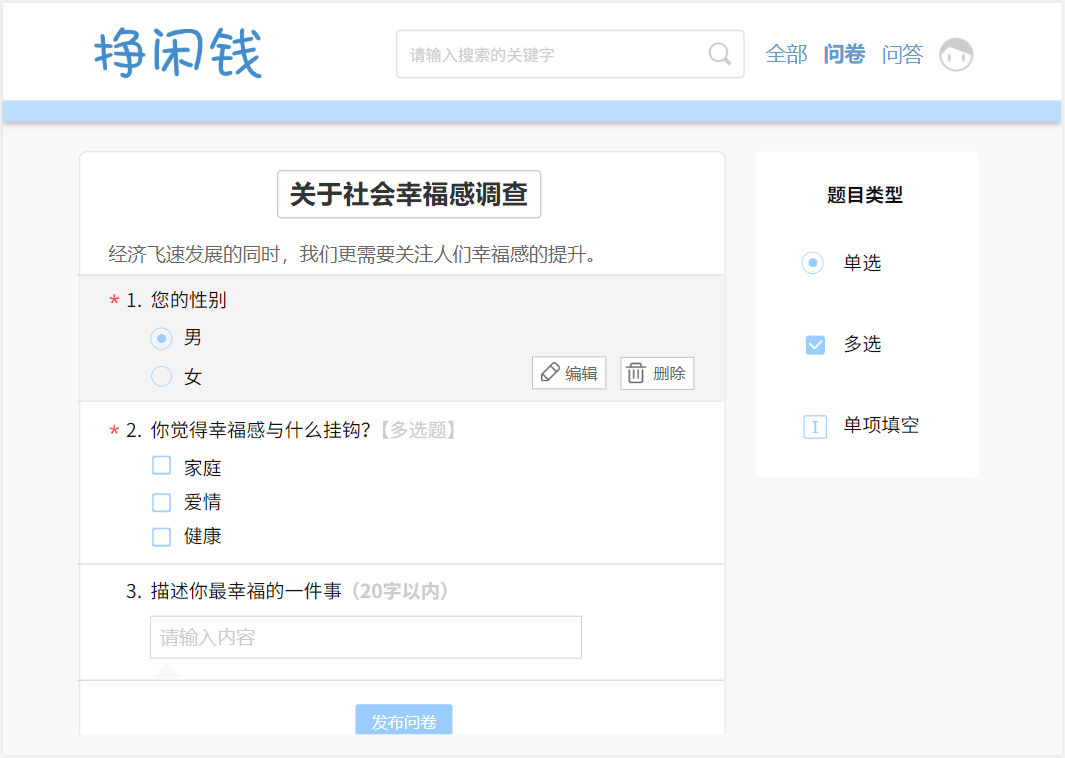 挣闲钱
请输入搜索的关键字
全部 问卷 问答
关于社会幸福感调查
经济飞速发展的同时，我们更需要关注人们幸福感的提升。
* 1. 您的性别
男
女
编辑 删除
* 2. 你觉得幸福感与什么挂钩？【多选题】
家庭
爱情
健康
3. 描述你最幸福的一件事（20字以内）
请输入内容
发布问卷
题目类型
单选
多选
单项填空